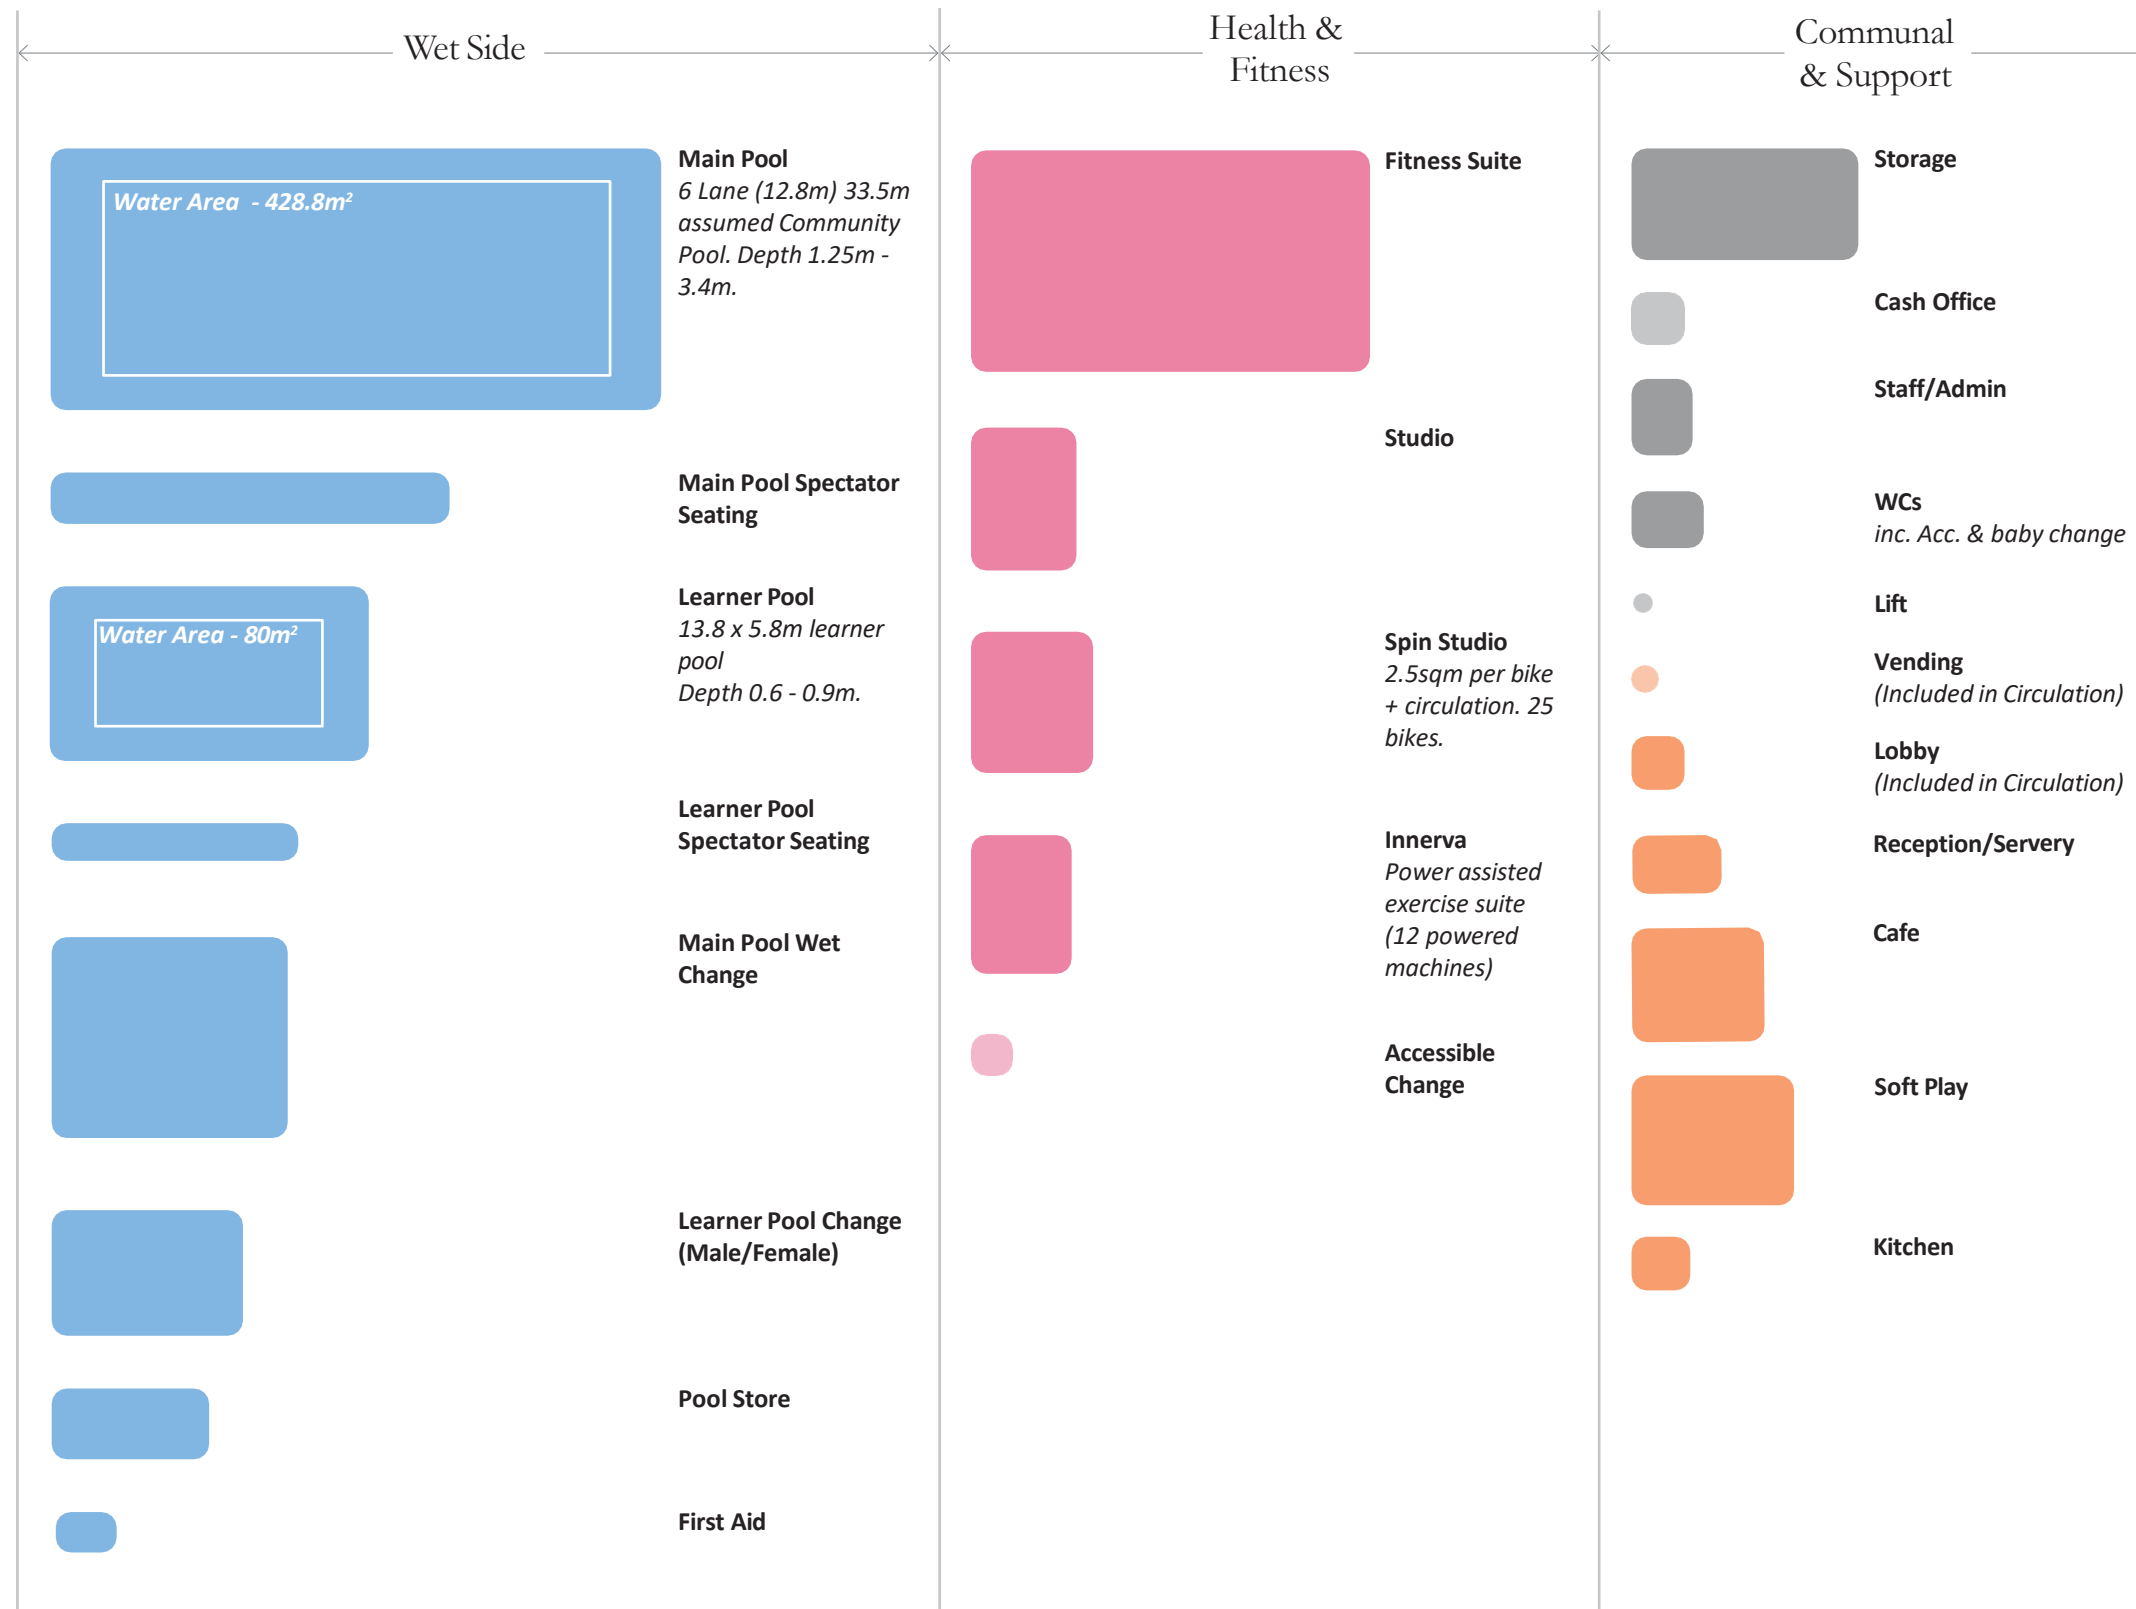 Wet Side
Main Pool
6 Lane (12.8m) 33.5m
assumed Community
Pool. Depth 1.25m -
3.4m.
Water Area - 428.8m²
Main Pool Spectator
Seating
Learner Pool
13.8 x 5.8m learner
pool
Depth 0.6 - 0.9m.
Water Area - 80m²
Learner Pool
Spectator Seating
Main Pool Wet
Change
Learner Pool Change
(Male/Female)
Pool Store
First Aid
Health &
Fitness
Fitness Suite
Studio
Spin Studio
2.5sqm per bike
+ circulation. 25
bikes.
Innerva
Power assisted
exercise suite
(12 powered
machines)
Accessible
Change
Communal
& Support
Storage
Cash Office
Staff/Admin
WCs
inc. Acc. & baby change
Lift
Vending
(Included in Circulation)
Lobby
(Included in Circulation)
Reception/Servery
Cafe
Soft Play
Kitchen